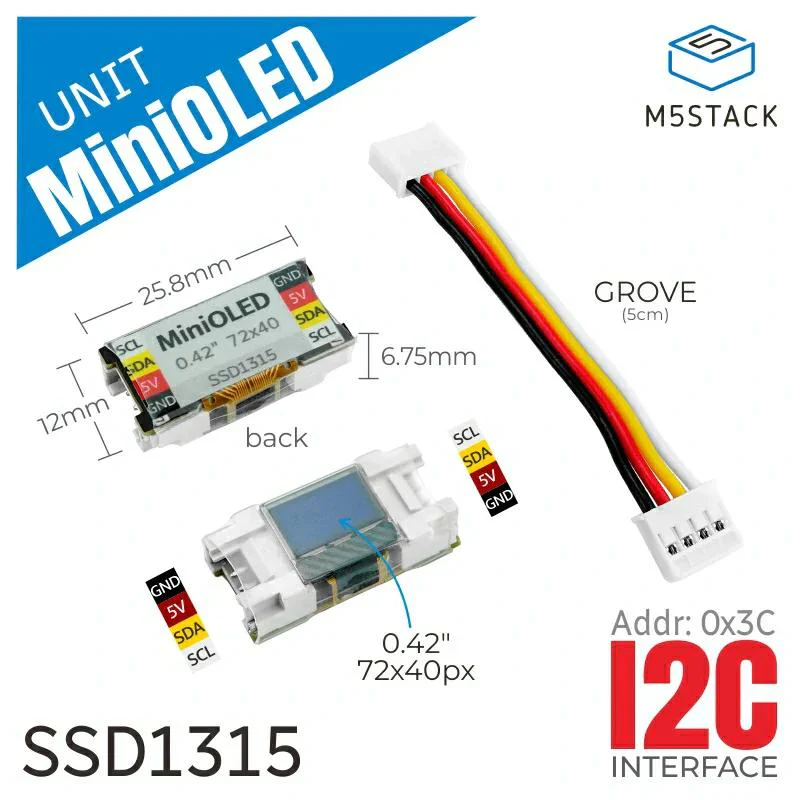 UNIT
MiniOLED
5
M5STACK
25.8mm
GND
5V
SDA
SCL
MiniOLED
0.42" 72x40
SSD1315
SCL
SDA
5V
GND
12mm
6.75mm
back
GROVE
(5cm)
SCL
SDA
5V
GND
GND
5V
SDA
SCL
0.42"
72x40px
Addr: 0x3C
I2C
INTERFACE
SSD1315